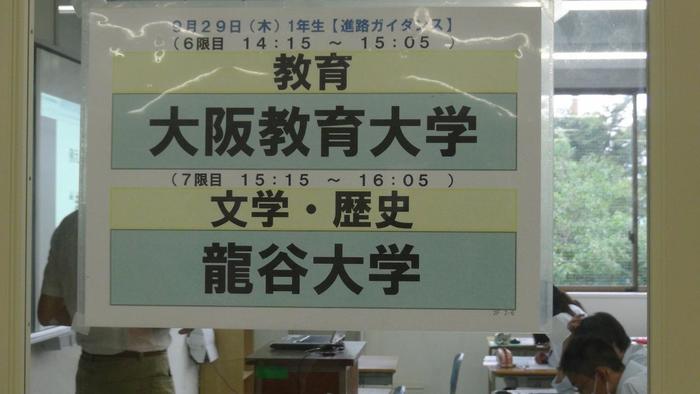 9月29日（木）1年生【進路ガイダンス】
（6限目 14：15 ～ 15：05 ）
教育
大阪教育大学
（7限目 15：15 ～ 16：05 ）
文学・歴史
龍谷大学